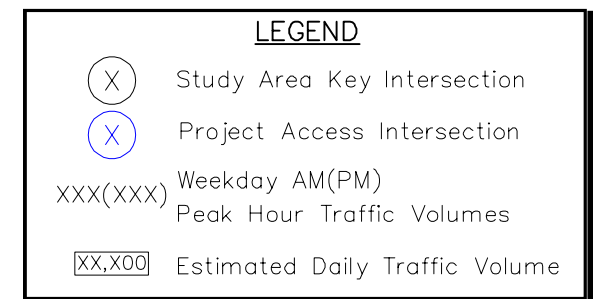 LEGEND
X Study Area Key Intersection
X Project Access Intersection
XXX(XXX) Weekday AM(PM)
Peak Hour Traffic Volumes
XX,X00 Estimated Daily Traffic Volume